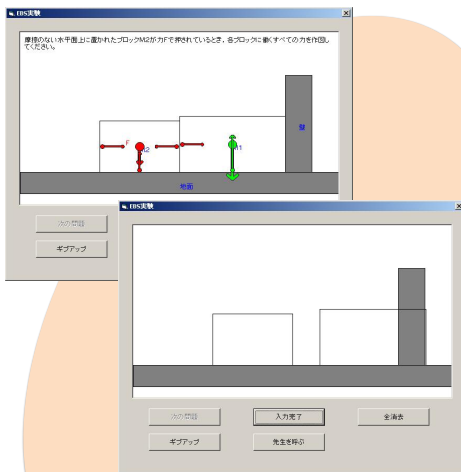 EBS実験
摩擦のない水平面上に置かれたブロックM2が力Fで押されているとき、各ブロックに働くすべての力を作図し
てください。
F
M2
M1
壁
地面
次の問題
ギブアップ
EBS実験
次の問題
入力完了
全消去
ギブアップ
先生を呼ぶ